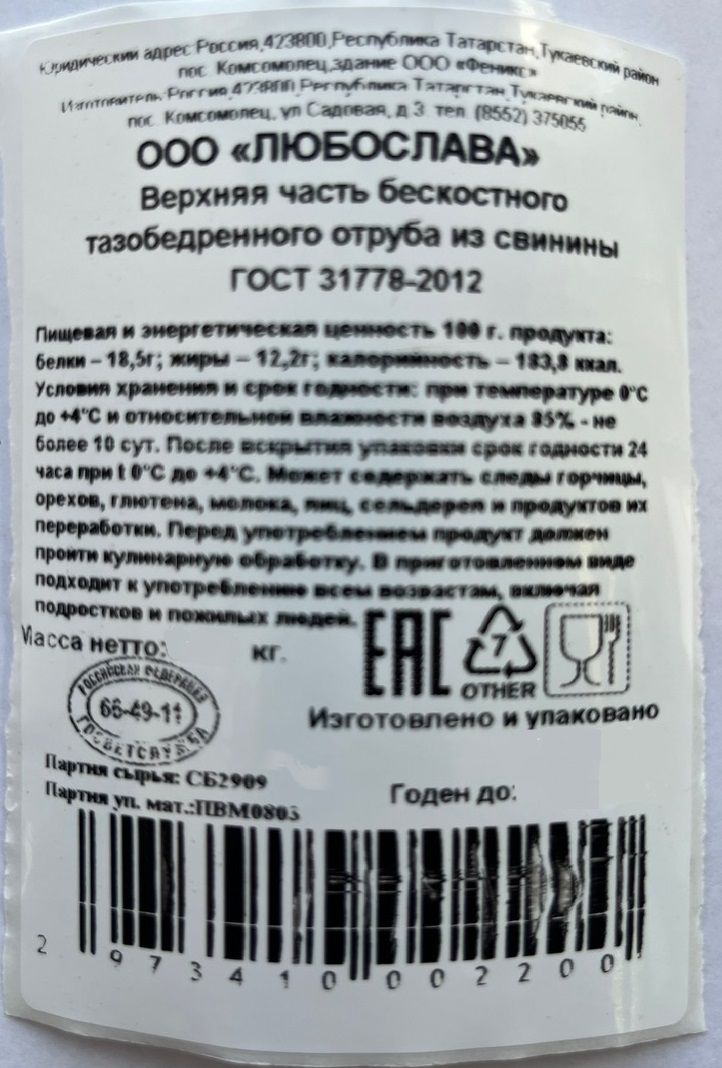 Юридический адрес:Россия,423800,Республика Татарстан,Тукаевский район
пос. Комсомолец,здание ООО «Феникс»
Изготовитель:Россия,423800,Республика Татарстан,Тукаевский район,
пос. Комсомолец, ул Садовая, д.3. тел. (8552) 375055
ООО «ЛЮБОСЛАВА»
Верхняя часть бескостного
тазобедренного отруба из свинины
ГОСТ 31778-2012
Пищевая и энергетическая ценность 100 г. продукта:
белки – 18,5г; жиры – 12,2г; калорийность – 183,8 ккал.
Условия хранения и срок годности: при температуре 0°С
до +4°С и относительной влажности воздуха 85% - не
более 10 сут. После вскрытия упаковки срок годности 24
часа при t 0°С до +4°С. Может содержать следы горчицы,
орехов, глютена, молока, яиц, сельдерея и продуктов их
переработки. Перед употреблением продукт должен
пройти кулинарную обработку. В приготовленном виде
подходит к употреблению всем возрастам, включая
подростков и пожилых людей.
Масса нетто: кг.
ЕАС
7
OTHER
РОССИЙСКАЯ ФЕДЕРАЦИЯ
66-49-11
ГОСВЕТСЛУЖБА
Изготовлено и упаковано
Партия сырья: СБ2909
Партия уп. мат.:ПВМ0803
Годен до:
2 973410 002200